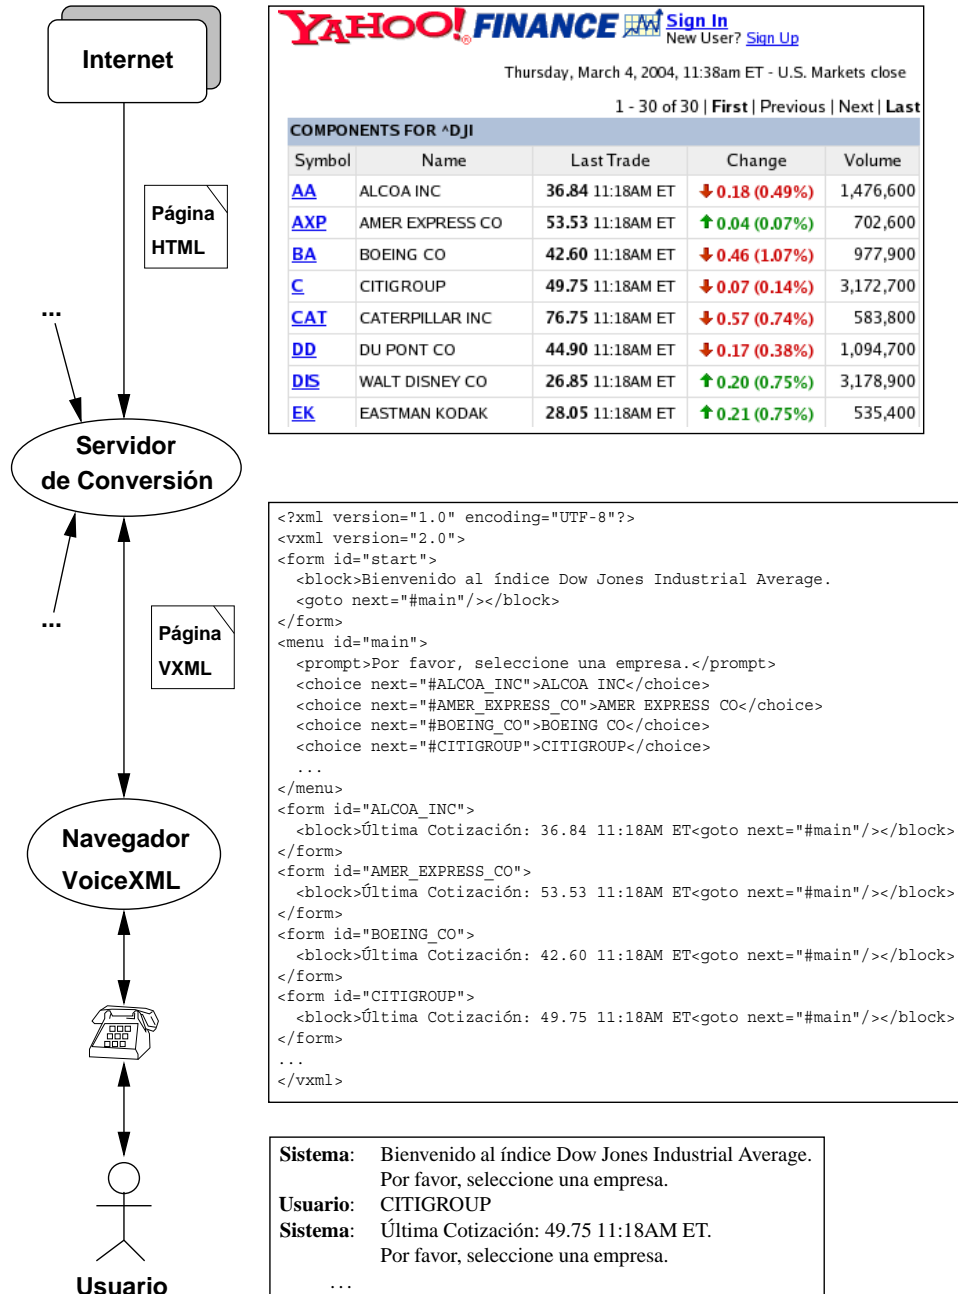 Internet
Página
HTML
...
Servidor
de Conversión
...
Página
VXML
Navegador
VoiceXML
Usuario
YAHOO! FINANCE Sign In
New User? Sign Up
Thursday, March 4, 2004, 11:38am ET - U.S. Markets close
1 - 30 of 30 | First | Previous | Next | Last
COMPONENTS FOR ^DJI
Symbol Name Last Trade Change Volume
AA ALCOA INC 36.84 11:18AM ET 0.18 (0.49%) 1,476,600
AXP AMER EXPRESS CO 53.53 11:18AM ET 0.04 (0.07%) 702,600
BA BOEING CO 42.60 11:18AM ET 0.46 (1.07%) 977,900
C CITIGROUP 49.75 11:18AM ET 0.07 (0.14%) 3,172,700
CAT CATERPILLAR INC 76.75 11:18AM ET 0.57 (0.74%) 583,800
DD DU PONT CO 44.90 11:18AM ET 0.17 (0.38%) 1,094,700
DIS WALT DISNEY CO 26.85 11:18AM ET 0.20 (0.75%) 3,178,900
EK EASTMAN KODAK 28.05 11:18AM ET 0.21 (0.75%) 535,400
<?xml version="1.0" encoding="UTF-8"?>
<vxml version="2.0">
<form id="start">
<block>Bienvenido al índice Dow Jones Industrial Average.
<goto next="#main"/></block>
</form>
<menu id="main">
<prompt>Por favor, seleccione una empresa.</prompt>
<choice next="#ALCOA_INC">ALCOA INC</choice>
<choice next="#AMER_EXPRESS_CO">AMER EXPRESS CO</choice>
<choice next="#BOEING_CO">BOEING CO</choice>
<choice next="#CITIGROUP">CITIGROUP</choice>
...
</menu>
<form id="ALCOA_INC">
<block>Última Cotización: 36.84 11:18AM ET<goto next="#main"/></block>
</form>
<form id="AMER_EXPRESS_CO">
<block>Última Cotización: 53.53 11:18AM ET<goto next="#main"/></block>
</form>
<form id="BOEING_CO">
<block>Última Cotización: 42.60 11:18AM ET<goto next="#main"/></block>
</form>
<form id="CITIGROUP">
<block>Última Cotización: 49.75 11:18AM ET<goto next="#main"/></block>
</form>
...
</vxml>
Sistema: Bienvenido al índice Dow Jones Industrial Average.
Por favor, seleccione una empresa.
Usuario: CITIGROUP
Sistema: Última Cotización: 49.75 11:18AM ET.
Por favor, seleccione una empresa.
...